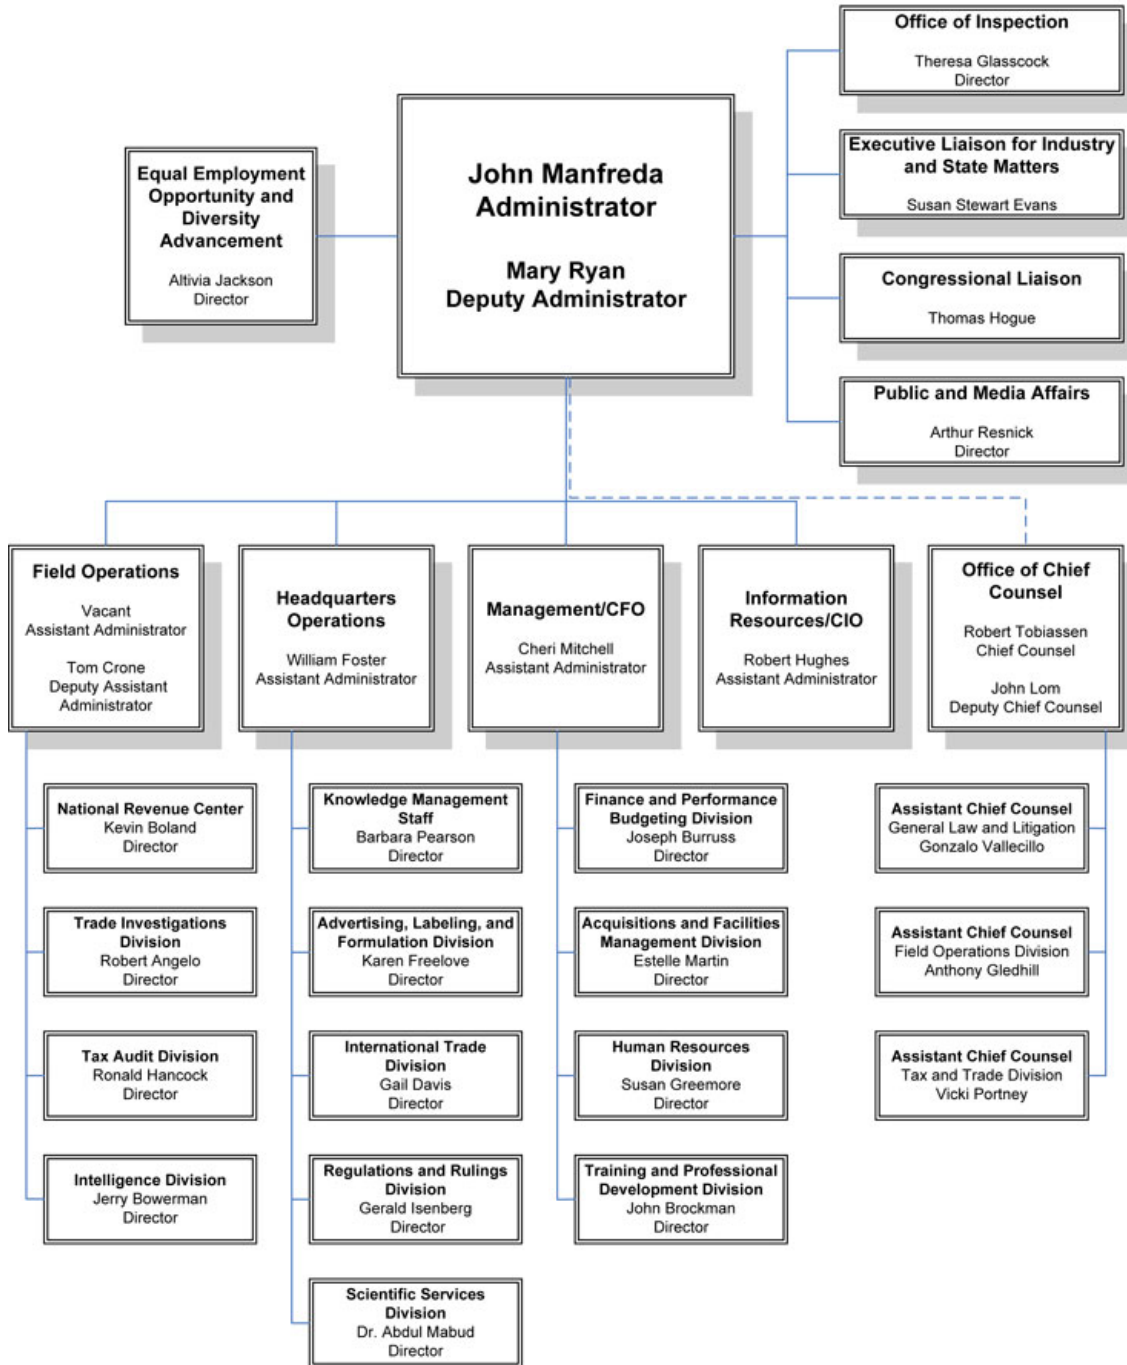 Office of Inspection
Theresa Glasscock
Director
Equal Employment
Opportunity and
Diversity
Advancement
Altivia Jackson
Director
John Manfreda
Administrator
Mary Ryan
Deputy Administrator
Executive Liaison for Industry
and State Matters
Susan Stewart Evans
Congressional Liaison
Thomas Hogue
Public and Media Affairs
Arthur Resnick
Director
Field Operations
Vacant
Assistant Administrator
Tom Crone
Deputy Assistant
Administrator
Headquarters
Operations
William Foster
Assistant Administrator
Management/CFO
Cheri Mitchell
Assistant Administrator
Information
Resources/CIO
Robert Hughes
Assistant Administrator
Office of Chief
Counsel
Robert Tobiassen
Chief Counsel
John Lom
Deputy Chief Counsel
National Revenue Center
Kevin Boland
Director
Trade Investigations
Division
Robert Angelo
Director
Tax Audit Division
Ronald Hancock
Director
Intelligence Division
Jerry Bowerman
Director
Knowledge Management
Staff
Barbara Pearson
Director
Advertising, Labeling, and
Formulation Division
Karen Freelove
Director
International Trade
Division
Gail Davis
Director
Regulations and Rulings
Division
Gerald Isenberg
Director
Scientific Services
Division
Dr. Abdul Mabud
Director
Finance and Performance
Budgeting Division
Joseph Burruss
Director
Acquisitions and Facilities
Management Division
Estelle Martin
Director
Human Resources
Division
Susan Greemore
Director
Training and Professional
Development Division
John Brockman
Director
Assistant Chief Counsel
General Law and Litigation
Gonzalo Vallecillo
Assistant Chief Counsel
Field Operations Division
Anthony Gledhill
Assistant Chief Counsel
Tax and Trade Division
Vicki Portney